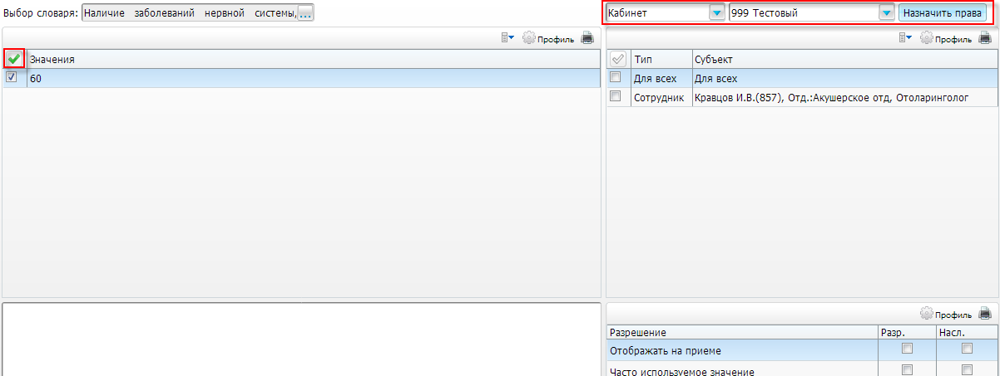 Выбор словаря: Наличие заболеваний нервной системы, ...
Кабинет 999 Тестовый Назначить права
Профиль
Профиль
Значения
60
Тип Субъект
Для всех Для всех
Сотрудник Кравцов И.В.(857), Отд.:Акушерское отд, Отоларинголог
Профиль
Разрешение Разр. Насл.
Отображать на приеме
Часто используемое значение